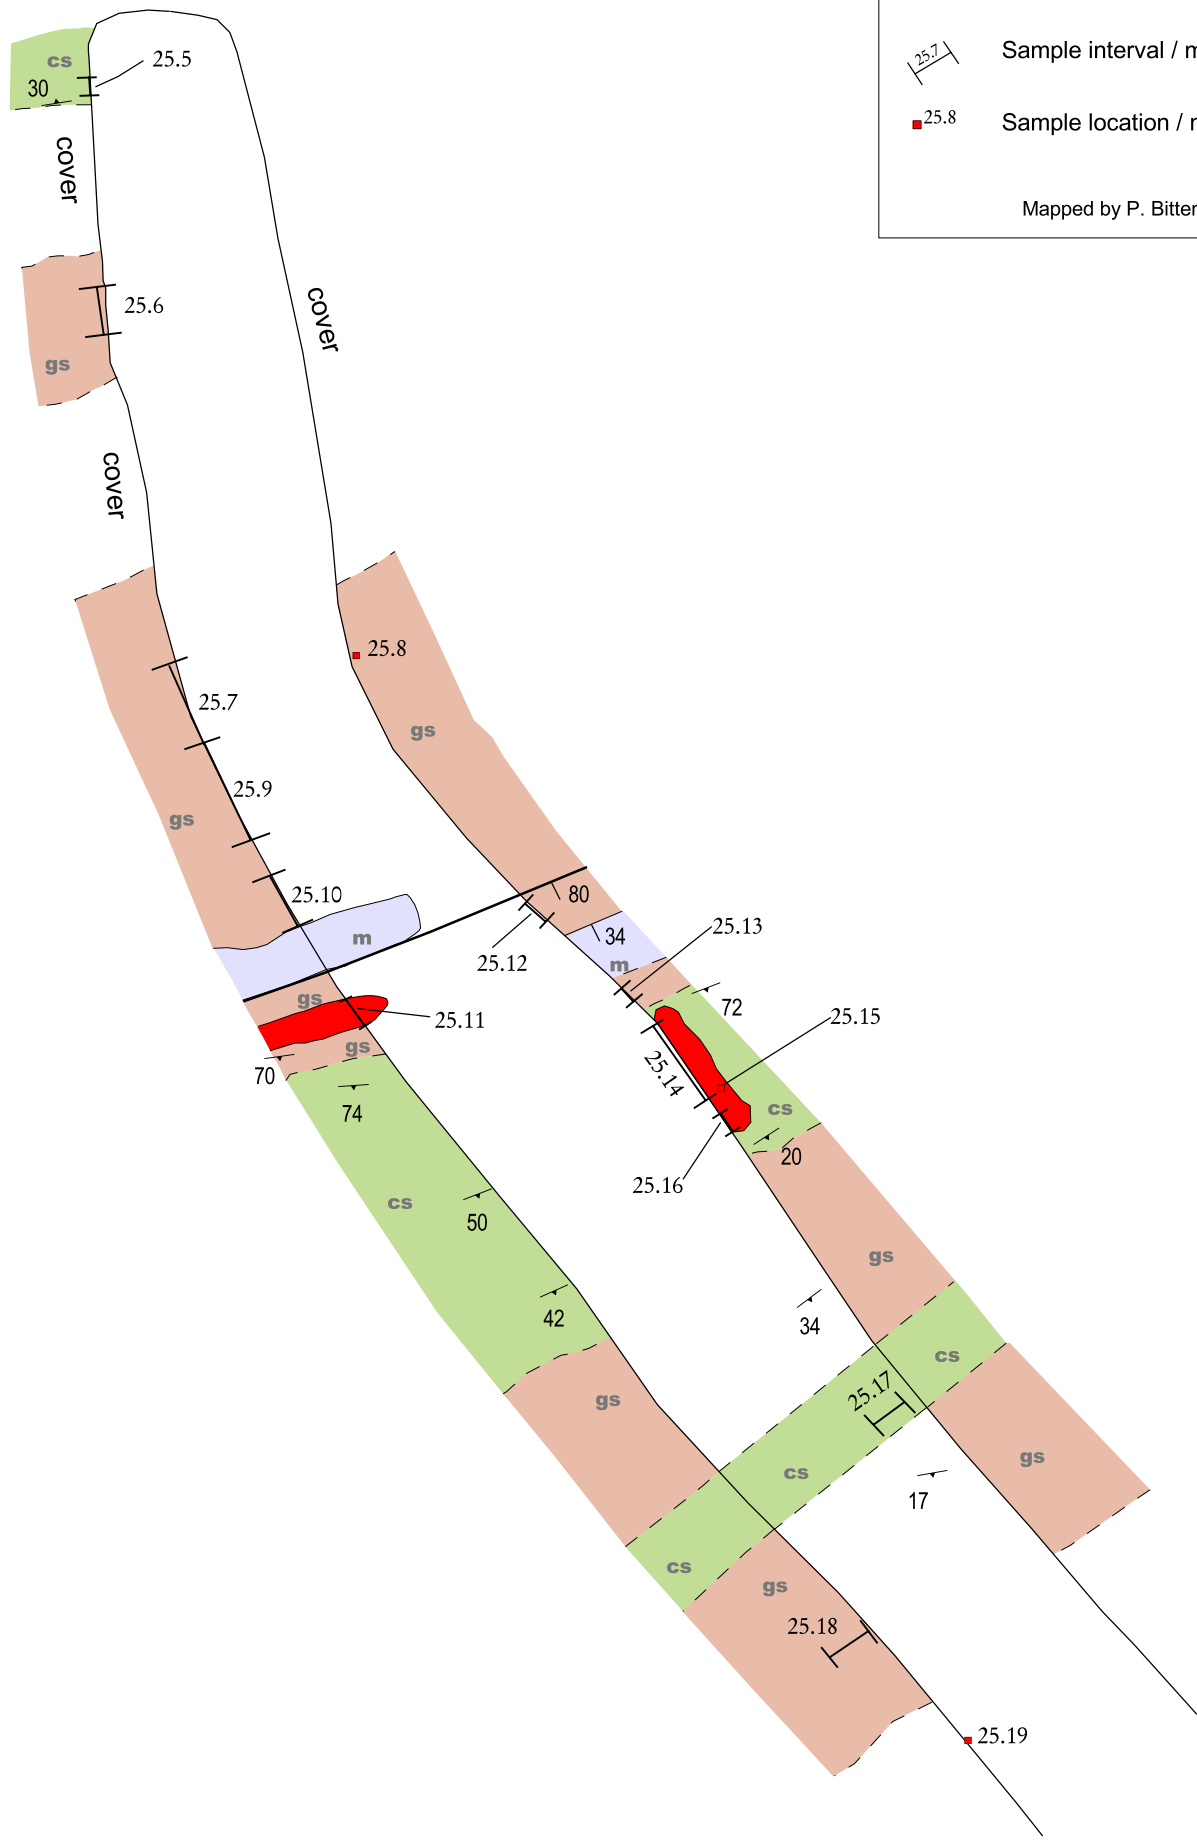 25.7 Sample interval / m
25.8 Sample location / n
Mapped by P. Bitter
cs
25.5
30
cover
25.6
cover
gs
cover
25.8
25.7
gs
25.9
gs
25.10
80
25.13
m
34
25.12
m
gs
72
25.15
25.11
gs
25.14
70
74
cs
20
25.16
cs
50
gs
42
34
cs
25.17
gs
gs
cs
17
cs
gs
25.18
25.19